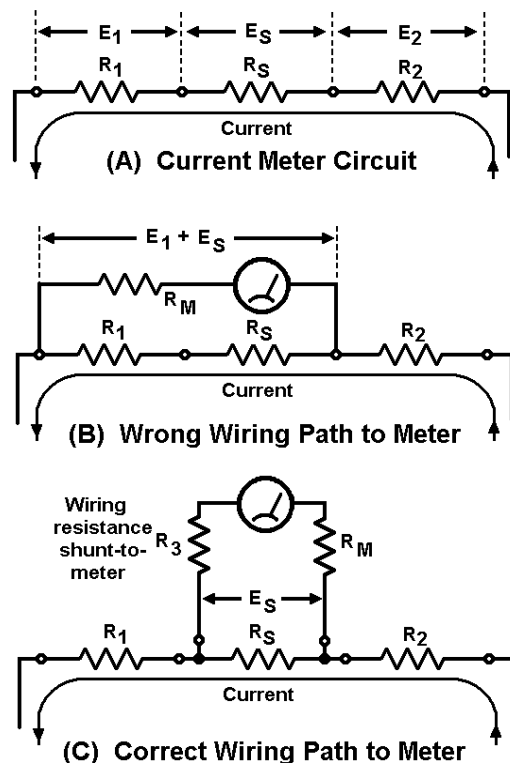 E1 ES E2
R1 RS R2
Current
(A) Current Meter Circuit
E1 + ES
RM
R1 RS R2
Current
(B) Wrong Wiring Path to Meter
Wiring
resistance
shunt-to-
meter
R3 RM
ES
R1 RS R2
Current
(C) Correct Wiring Path to Meter